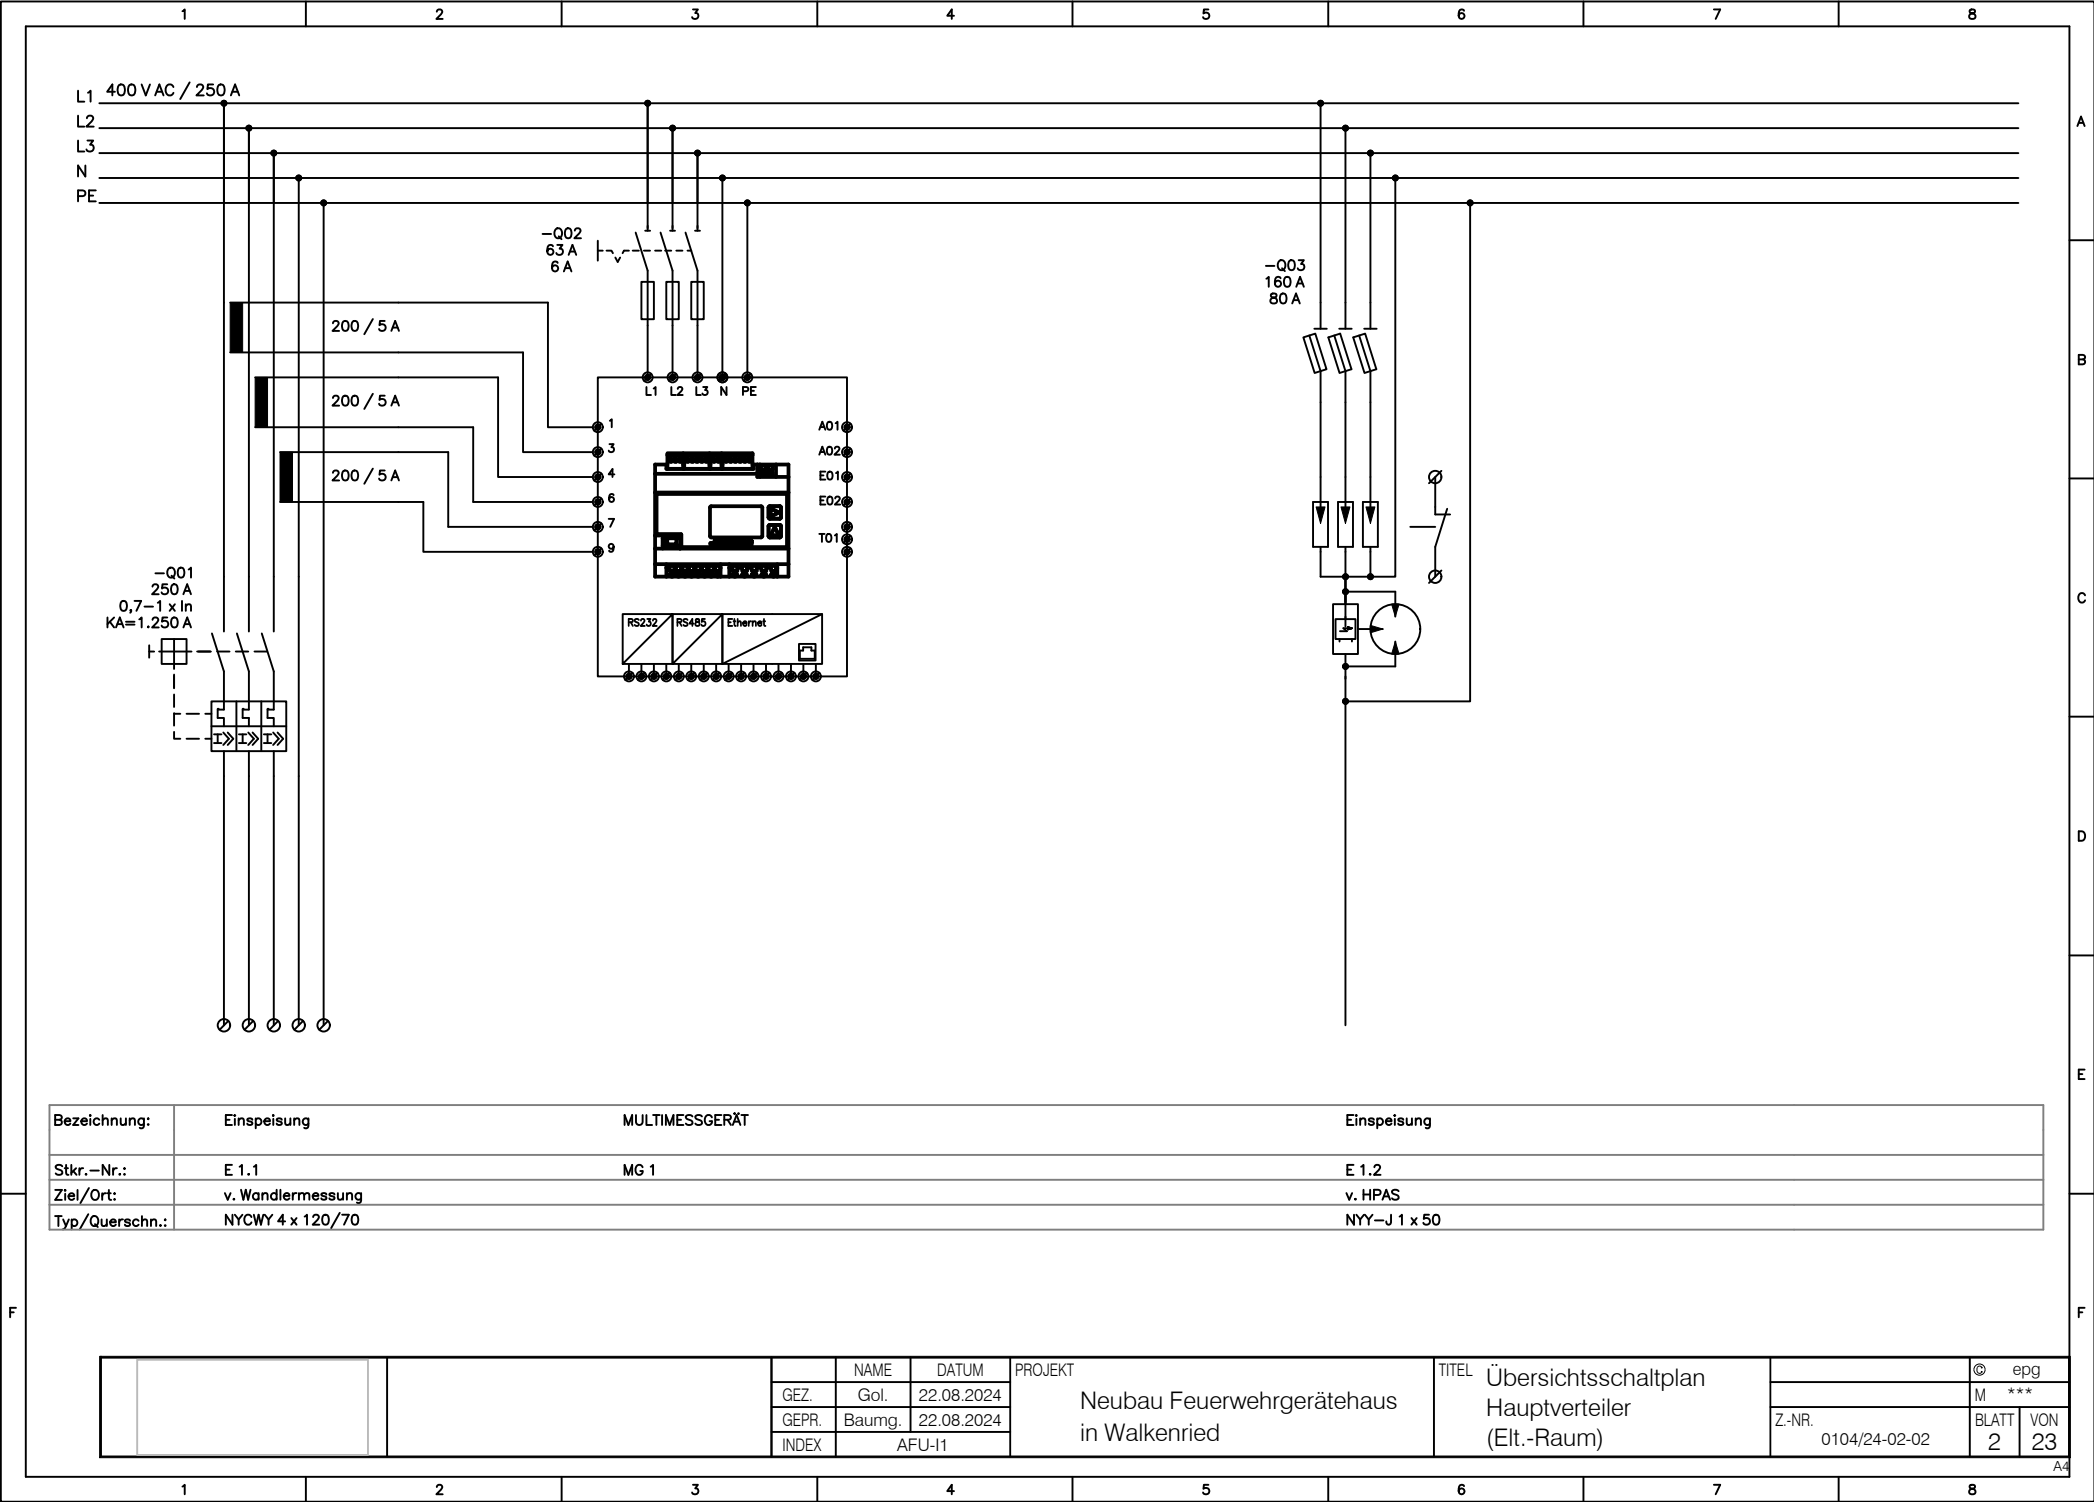 1 2 3 4 5 6 7 8
L1 400 V AC / 250 A
L2
L3
N
PE
A
B
C
D
E
F
F
-Q02
63 A
6 A
-Q03
160 A
80 A
200 / 5 A
200 / 5 A
200 / 5 A
L1 L2 L3 N PE
1
3
4
6
7
9
A01
A02
E01
E02
T01
RS232 RS485 Ethernet
-Q01
250 A
0,7-1 x In
KA=1.250 A
I>> I>> I>>
Bezeichnung: Einspeisung MULTIMESSGERÄT Einspeisung
Stkr.-Nr.: E 1.1 MG 1 E 1.2
Ziel/Ort: v. Wandlermessung v. HPAS
Typ/Querschn.: NYCWY 4 x 120/70 NYY-J 1 x 50
NAME DATUM
GEZ. Gol. 22.08.2024
GEPR. Baumg. 22.08.2024
INDEX AFU-I1
PROJEKT
Neubau Feuerwehrgerätehaus
in Walkenried
TITEL Übersichtsschaltplan
Hauptverteiler
(Elt.-Raum)
Z.-NR.
0104/24-02-02
© epg
M ***
BLATT VON
2 23
A4
1 2 3 4 5 6 7 8